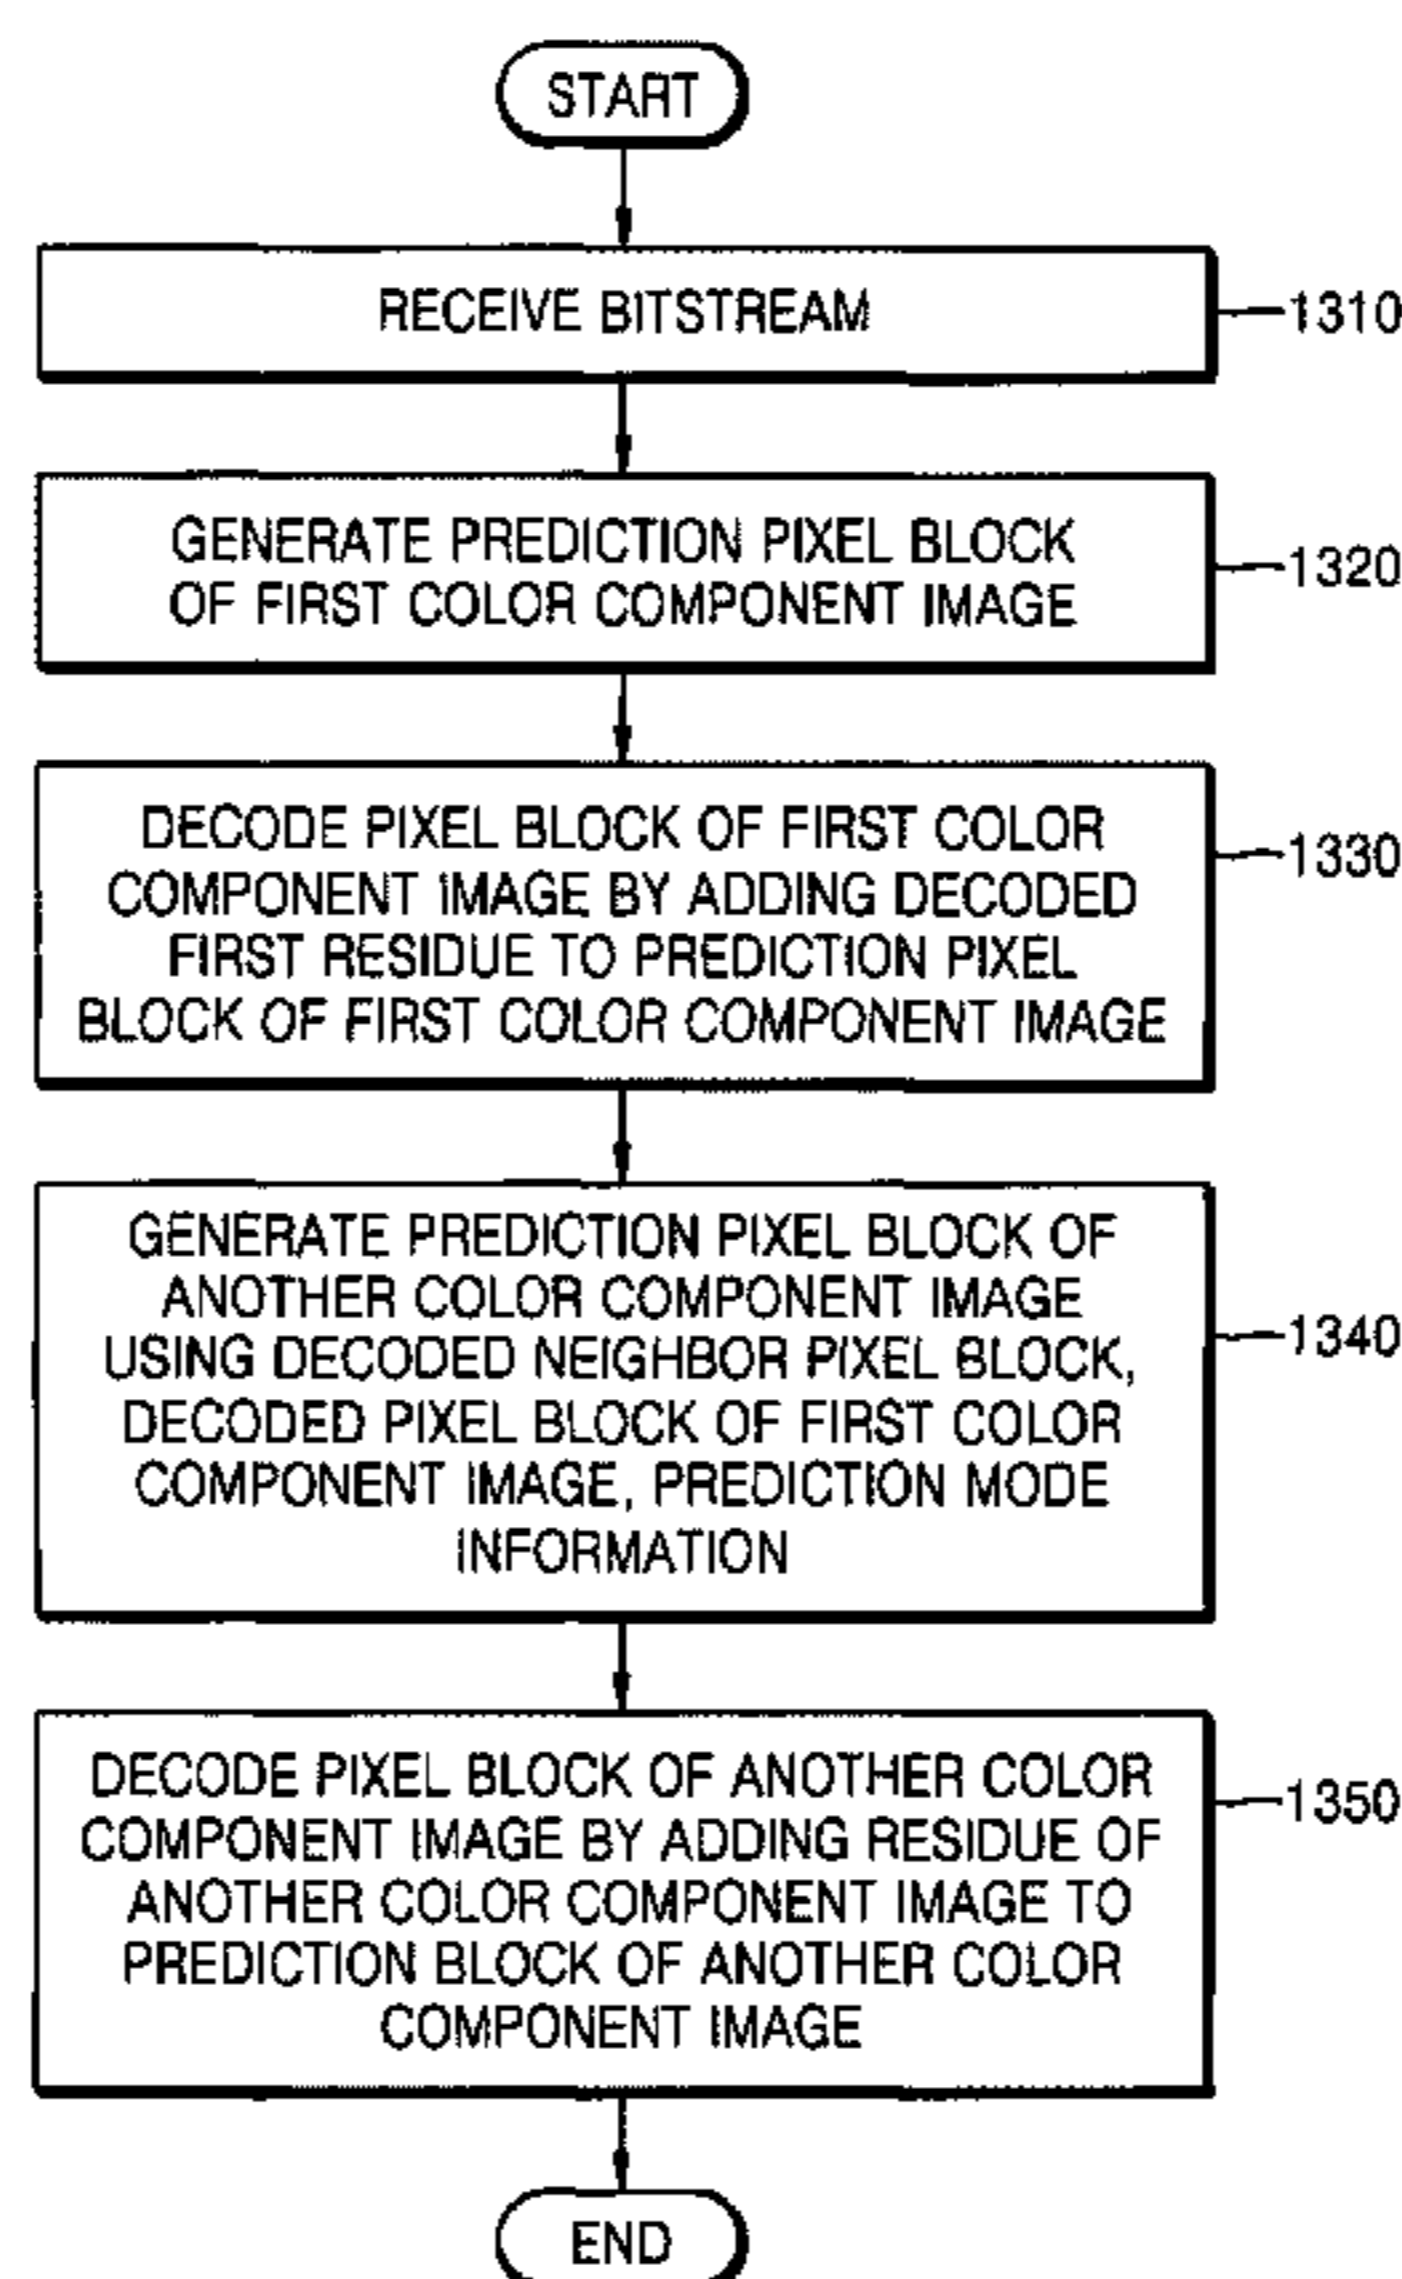 START
RECEIVE BITSTREAM
1310
GENERATE PREDICTION PIXEL BLOCK
OF FIRST COLOR COMPONENT IMAGE
1320
DECODE PIXEL BLOCK OF FIRST COLOR
COMPONENT IMAGE BY ADDING DECODED
FIRST RESIDUE TO PREDICTION PIXEL
BLOCK OF FIRST COLOR COMPONENT IMAGE
1330
GENERATE PREDICTION PIXEL BLOCK OF
ANOTHER COLOR COMPONENT IMAGE
USING DECODED NEIGHBOR PIXEL BLOCK,
DECODED PIXEL BLOCK OF FIRST COLOR
COMPONENT IMAGE, PREDICTION MODE
INFORMATION
1340
DECODE PIXEL BLOCK OF ANOTHER COLOR
COMPONENT IMAGE BY ADDING RESIDUE OF
ANOTHER COLOR COMPONENT IMAGE TO
PREDICTION BLOCK OF ANOTHER COLOR
COMPONENT IMAGE
1350
END